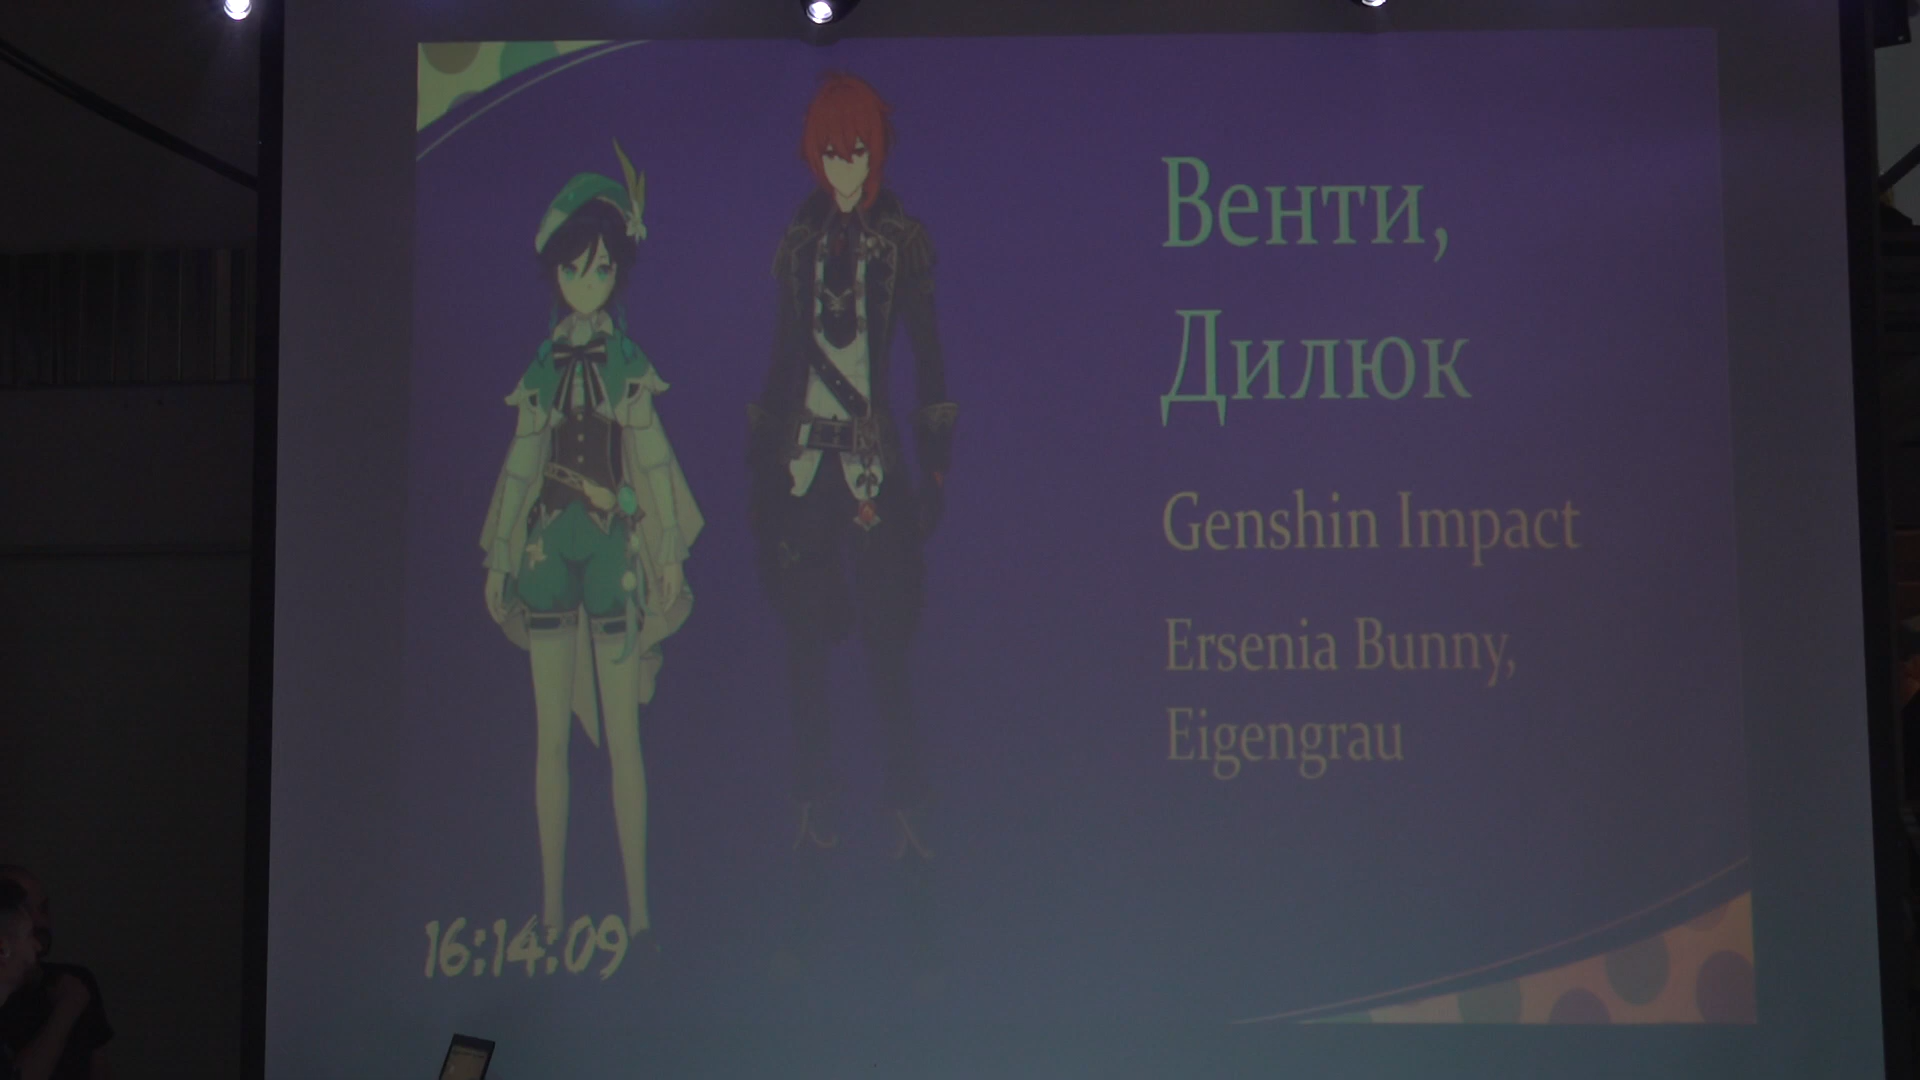 Венти,
Дилюк
Genshin Impact
Ersenia Bunny,
Eigengrau
16:14:09